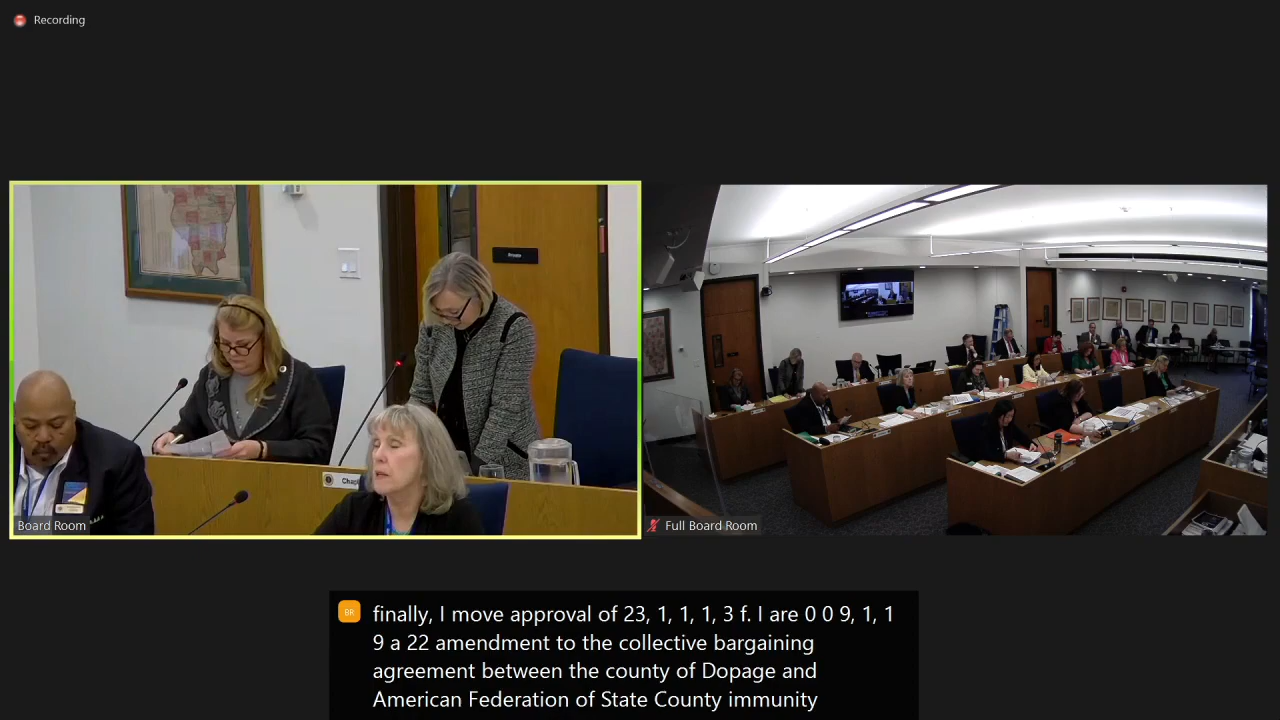 Recording
Chapl
Board Room
Full Board Room
BR
finally, I move approval of 23, 1, 1, 1, 3 f. I are 0 0 9, 1, 1
9 a 22 amendment to the collective bargaining
agreement between the county of Dopage and
American Federation of State County immunity